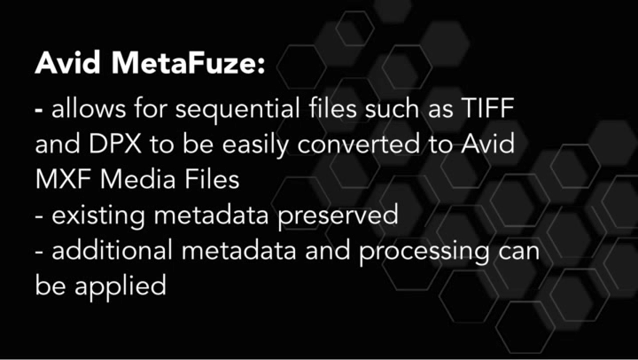 Avid MetaFuze:
- allows for sequential files such as TIFF
and DPX to be easily converted to Avid
MXF Media Files
- existing metadata preserved
- additional metadata and processing can
be applied